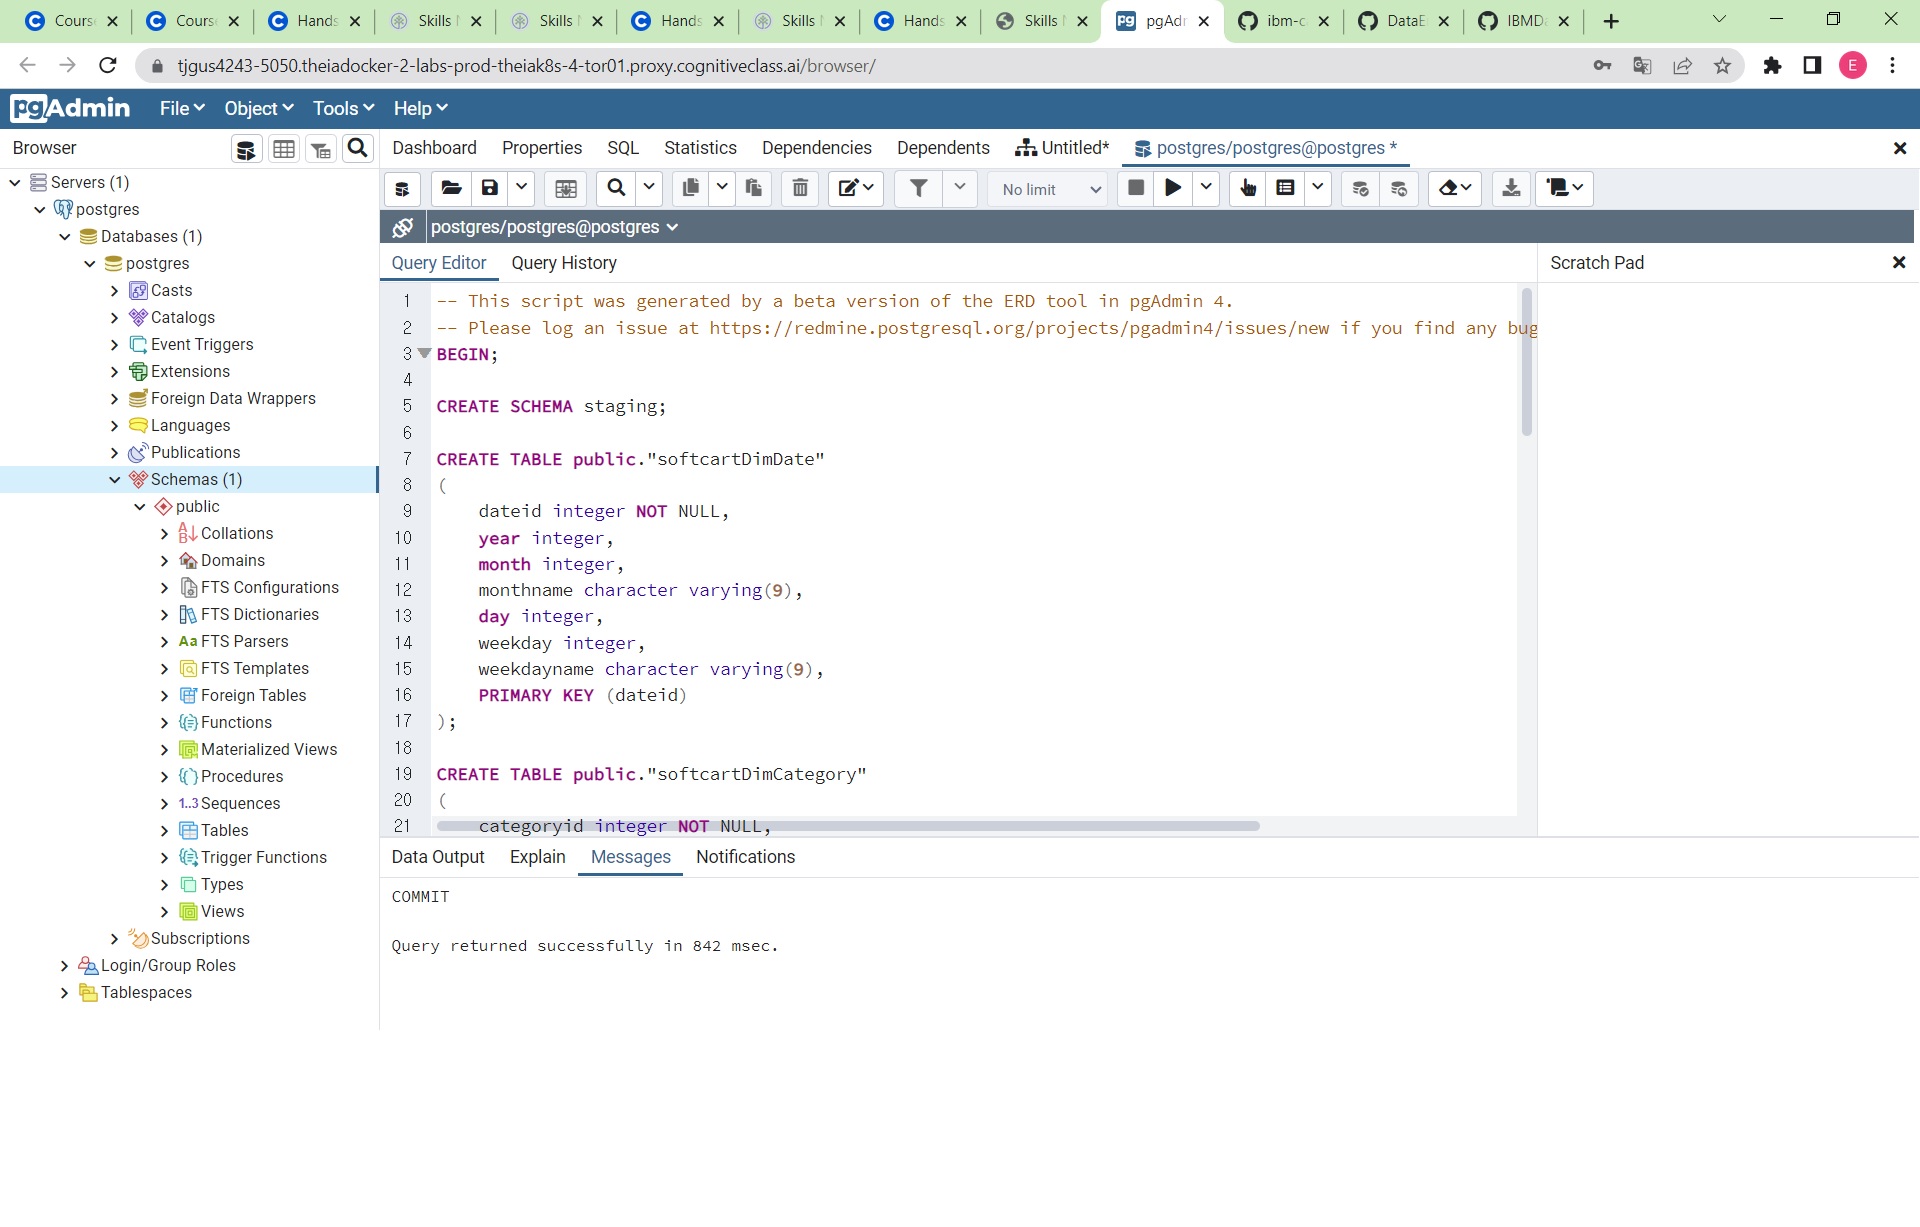 Cours
Cours
Hands
Skills
Skills
Hands
Skills
Hands
Skills
pgAdr
ibm-c
DataE
IBMD
tjgus4243-5050.theiadocker-2-labs-prod-theiak8s-4-tor01.proxy.cognitiveclass.ai/browser/
E
pgAdmin File Object Tools Help
Browser
Dashboard Properties SQL Statistics Dependencies Dependents Untitled* postgres/postgres@postgres *
No limit
postgres/postgres@postgres
Query Editor Query History
Scratch Pad
Servers (1)
postgres
Databases (1)
postgres
Casts
Catalogs
Event Triggers
Extensions
Foreign Data Wrappers
Languages
Publications
Schemas (1)
public
Collations
Domains
FTS Configurations
FTS Dictionaries
Aa FTS Parsers
FTS Templates
Foreign Tables
Functions
Materialized Views
Procedures
1..3 Sequences
Tables
Trigger Functions
Types
Views
Subscriptions
Login/Group Roles
Tablespaces
1 -- This script was generated by a beta version of the ERD tool in pgAdmin 4.
2 -- Please log an issue at https://redmine.postgresql.org/projects/pgadmin4/issues/new if you find any bug
3 BEGIN;
4
5 CREATE SCHEMA staging;
6
7 CREATE TABLE public."softcartDimDate"
8 (
9 dateid integer NOT NULL,
10 year integer,
11 month integer,
12 monthname character varying(9),
13 day integer,
14 weekday integer,
15 weekdayname character varying(9),
16 PRIMARY KEY (dateid)
17 );
18
19 CREATE TABLE public."softcartDimCategory"
20 (
21 categoryid integer NOT NULL,
Data Output Explain Messages Notifications
COMMIT
Query returned successfully in 842 msec.